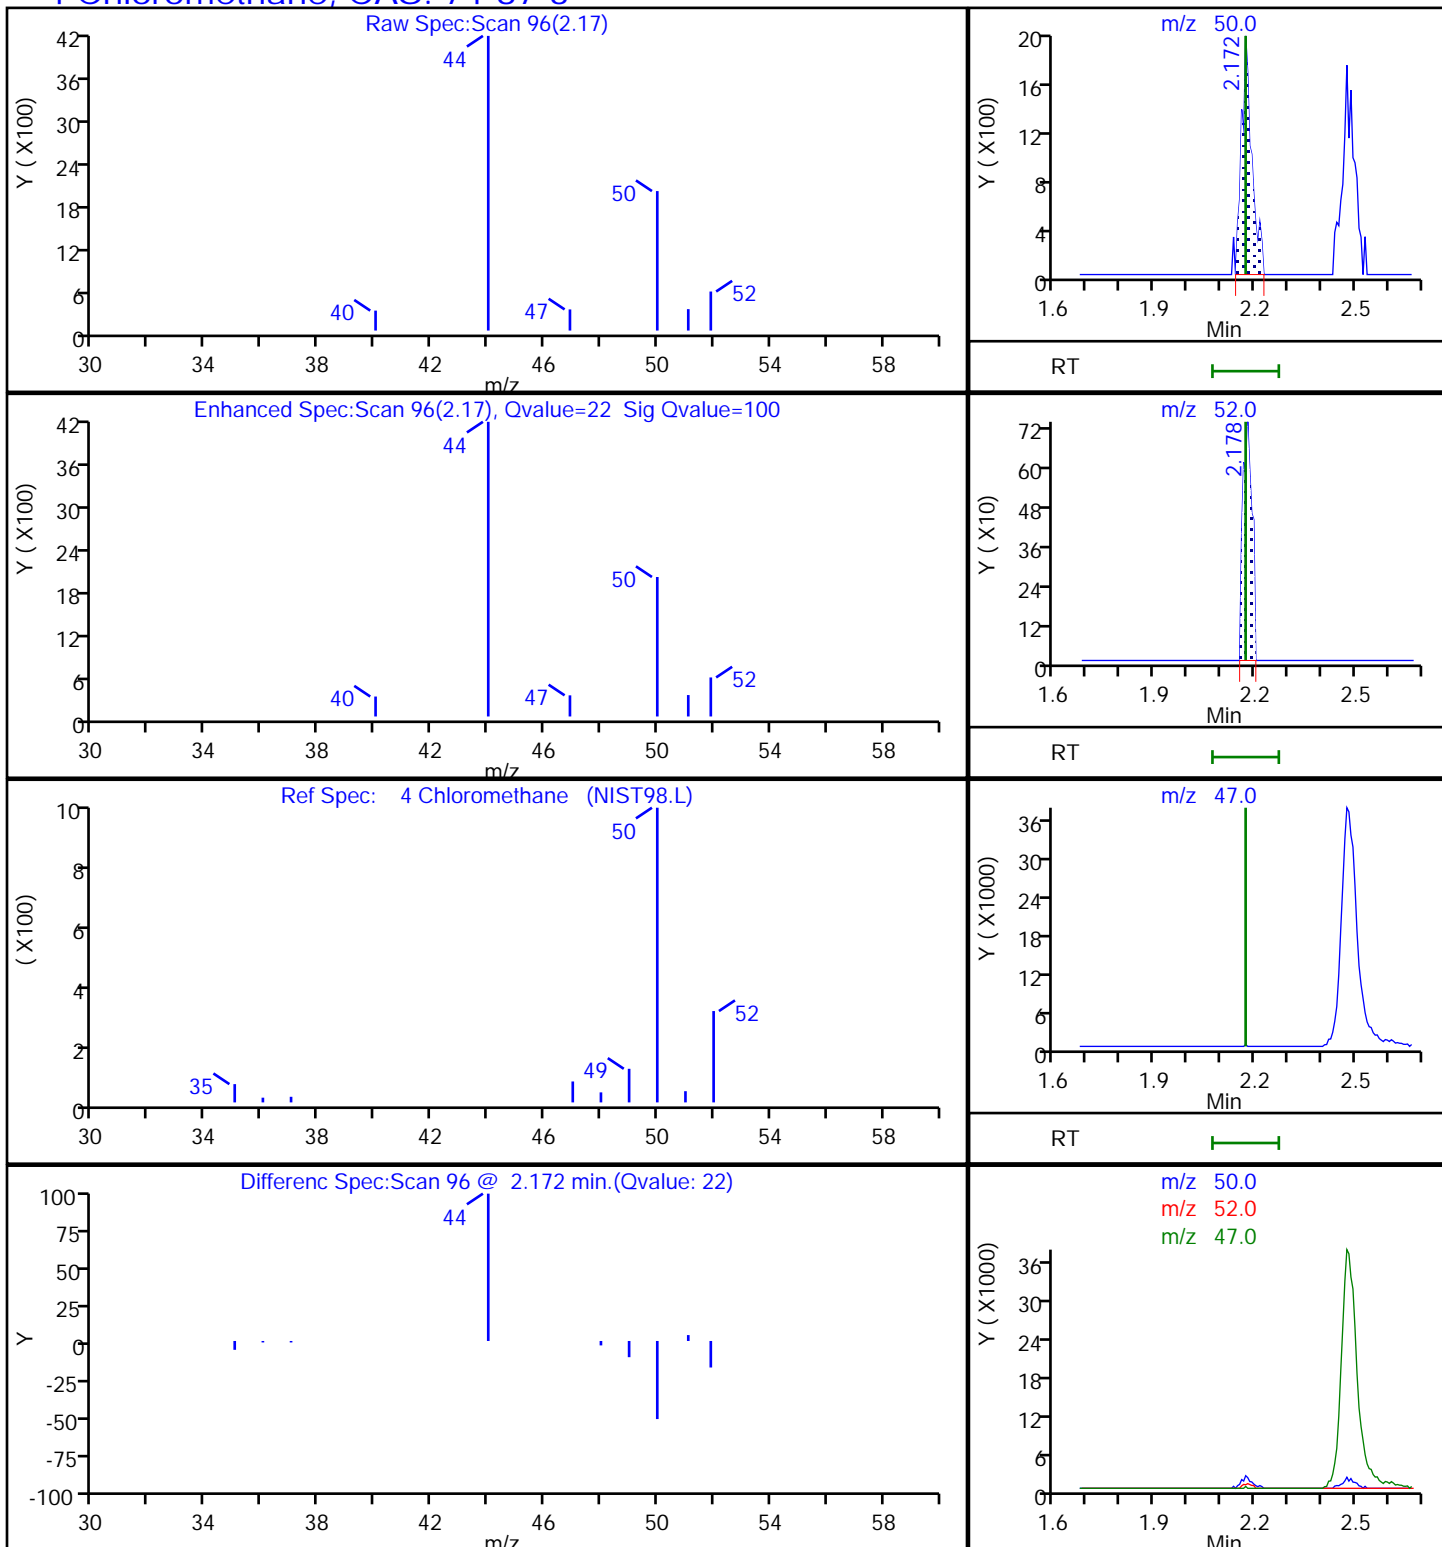 Raw Spec:Scan 96(2.17)
42
36
30
24
18
12
6
0
Y ( X100)
44
50
40
47
52
30 34 38 42 46 50 54 58
m/z
m/z 50.0
20
16
12
8
4
0
Y ( X100)
2.172
1.6 1.9 2.2 2.5
Min
RT
Enhanced Spec:Scan 96(2.17), Qvalue=22 Sig Qvalue=100
42
36
30
24
18
12
6
0
Y ( X100)
44
50
40
47
52
30 34 38 42 46 50 54 58
m/z
m/z 52.0
72
60
48
36
24
12
0
Y ( X10)
2.178
1.6 1.9 2.2 2.5
Min
RT
Ref Spec: 4 Chloromethane (NIST98.L)
10
8
6
4
2
0
( X100)
50
52
49
35
30 34 38 42 46 50 54 58
m/z 47.0
36
30
24
18
12
6
0
Y ( X1000)
1.6 1.9 2.2 2.5
Min
RT
Differenc Spec:Scan 96 @ 2.172 min.(Qvalue: 22)
100
75
50
25
0
-25
-50
-75
-100
Y
44
30 34 38 42 46 50 54 58
m/z
m/z 50.0
m/z 52.0
m/z 47.0
36
30
24
18
12
6
0
Y ( X1000)
1.6 1.9 2.2 2.5
Min